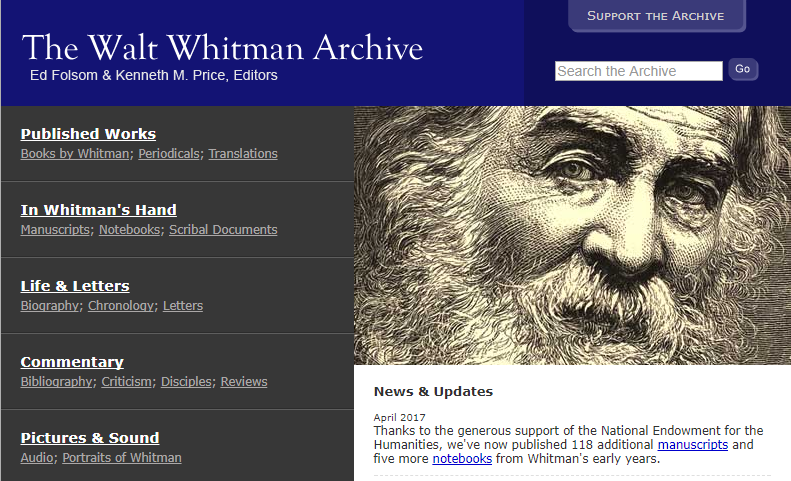 SUPPORT THE ARCHIVE
The Walt Whitman Archive
Ed Folsom & Kenneth M. Price, Editors
Search the Archive
Go
Published Works
Books by Whitman; Periodicals; Translations
In Whitman's Hand
Manuscripts; Notebooks; Scribal Documents
Life & Letters
Biography; Chronology; Letters
Commentary
Bibliography; Criticism; Disciples; Reviews
Pictures & Sound
Audio; Portraits of Whitman
News & Updates
April 2017
Thanks to the generous support of the National Endowment for the
Humanities, we've now published 118 additional manuscripts and
five more notebooks from Whitman's early years.